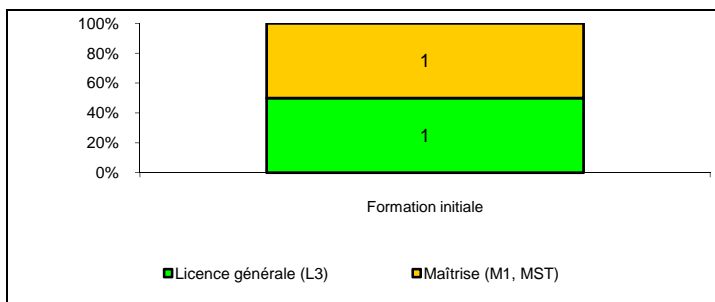 100%
80%
60%
40%
20%
0%
1
1
Formation initiale
Licence générale (L3)
Maîtrise (M1, MST)